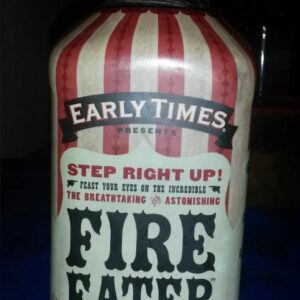 EARLY TIMES
PRESENTS
STEP RIGHT UP!
FEAST YOUR EYES ON THE INCREDIBLE
THE BREATHTAKING AND ASTONISHING
FIRE
EATER